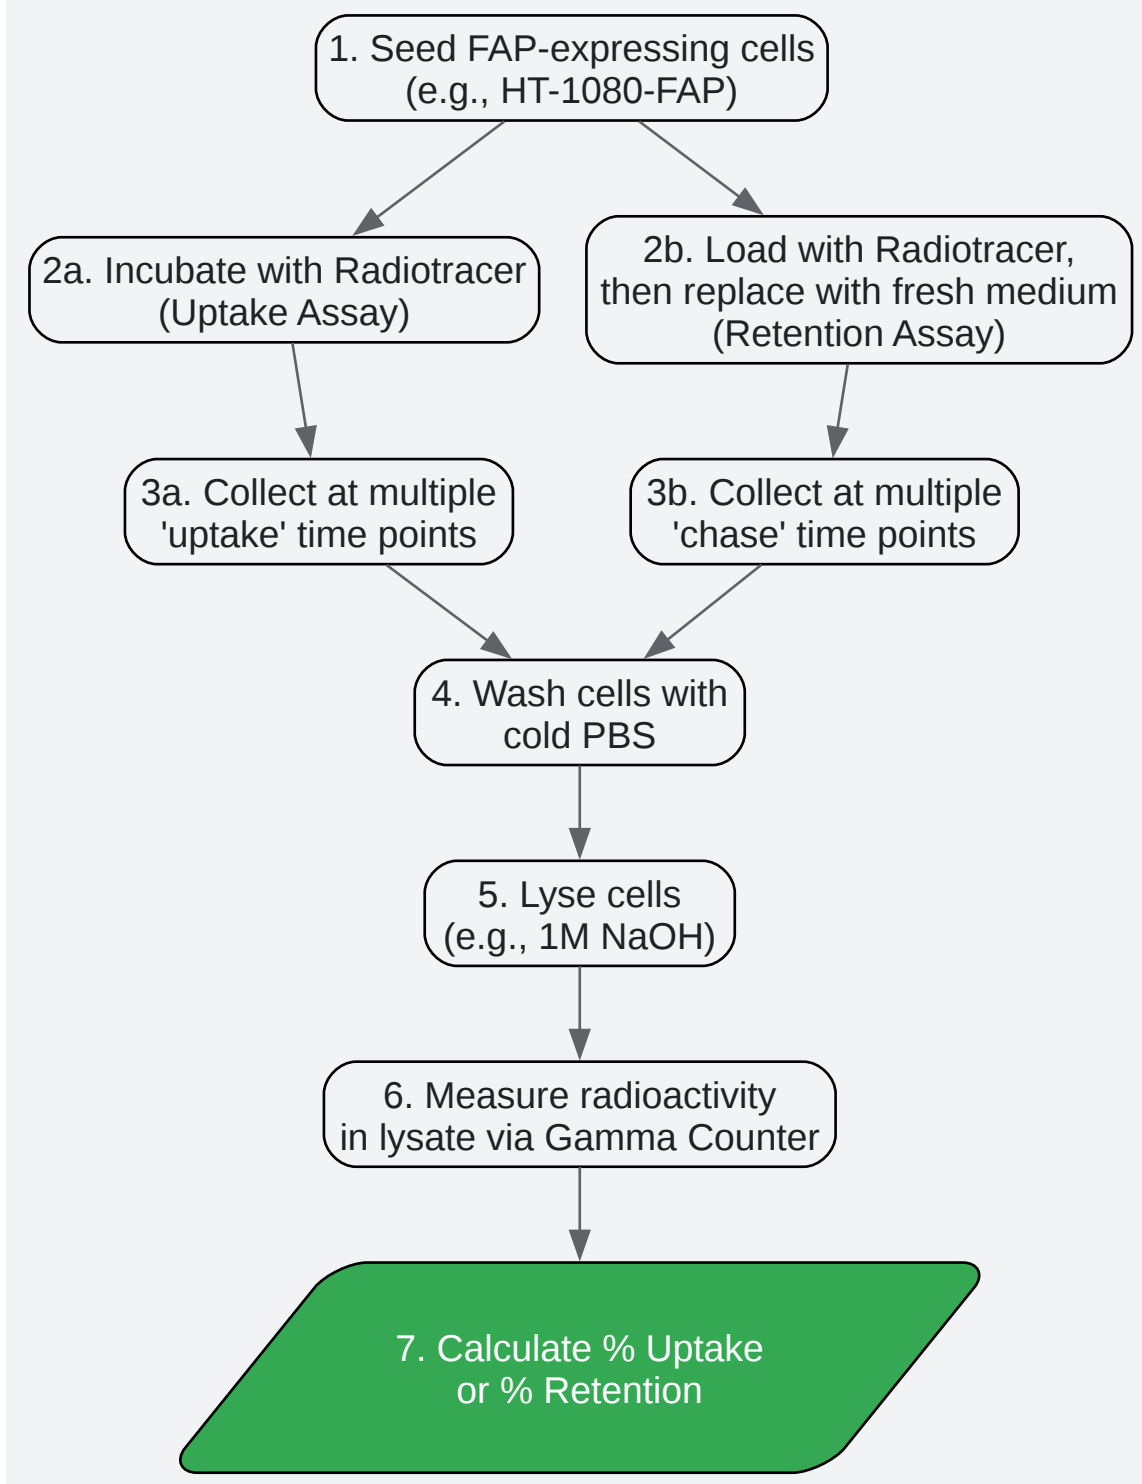 1. Seed FAP-expressing cells
(e.g., HT-1080-FAP)
2a. Incubate with Radiotracer
(Uptake Assay)
2b. Load with Radiotracer,
then replace with fresh medium
(Retention Assay)
3a. Collect at multiple
'uptake' time points
3b. Collect at multiple
'chase' time points
4. Wash cells with
cold PBS
5. Lyse cells
(e.g., 1M NaOH)
6. Measure radioactivity
in lysate via Gamma Counter
7. Calculate % Uptake
or % Retention